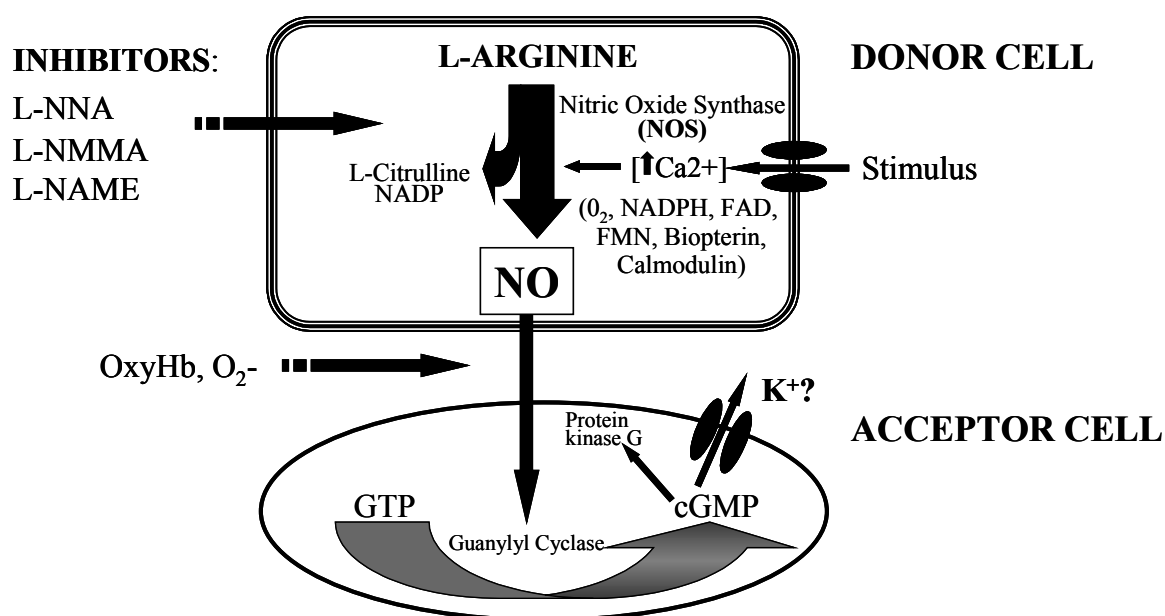 INHIBITORS:
L-NNA
L-NMMA
L-NAME
L-ARGININE
DONOR CELL
Nitric Oxide Synthase
(NOS)
L-Citrulline
NADP
[⬆Ca2+]
Stimulus
(0₂, NADPH, FAD,
FMN, Biopterin,
Calmodulin)
NO
OxyHb, O₂-
K⁺?
Protein
kinase G
ACCEPTOR CELL
GTP
cGMP
Guanylyl Cyclase